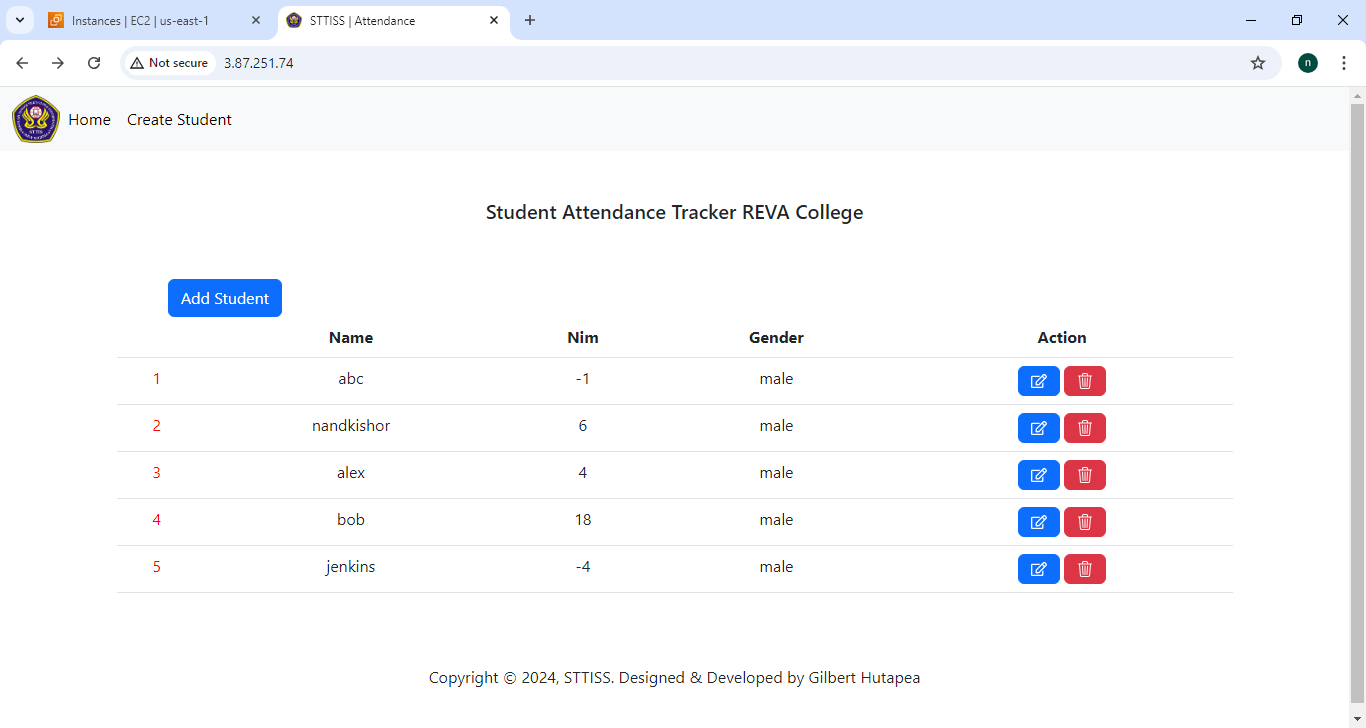 Instances | EC2 | us-east-1
STTISS | Attendance
Not secure
3.87.251.74
n
STTIS
Home
Create Student
Student Attendance Tracker REVA College
Add Student
Name Nim Gender Action
1 abc -1 male
2 nandkishor 6 male
3 alex 4 male
4 bob 18 male
5 jenkins -4 male
Copyright © 2024, STTISS. Designed & Developed by Gilbert Hutapea